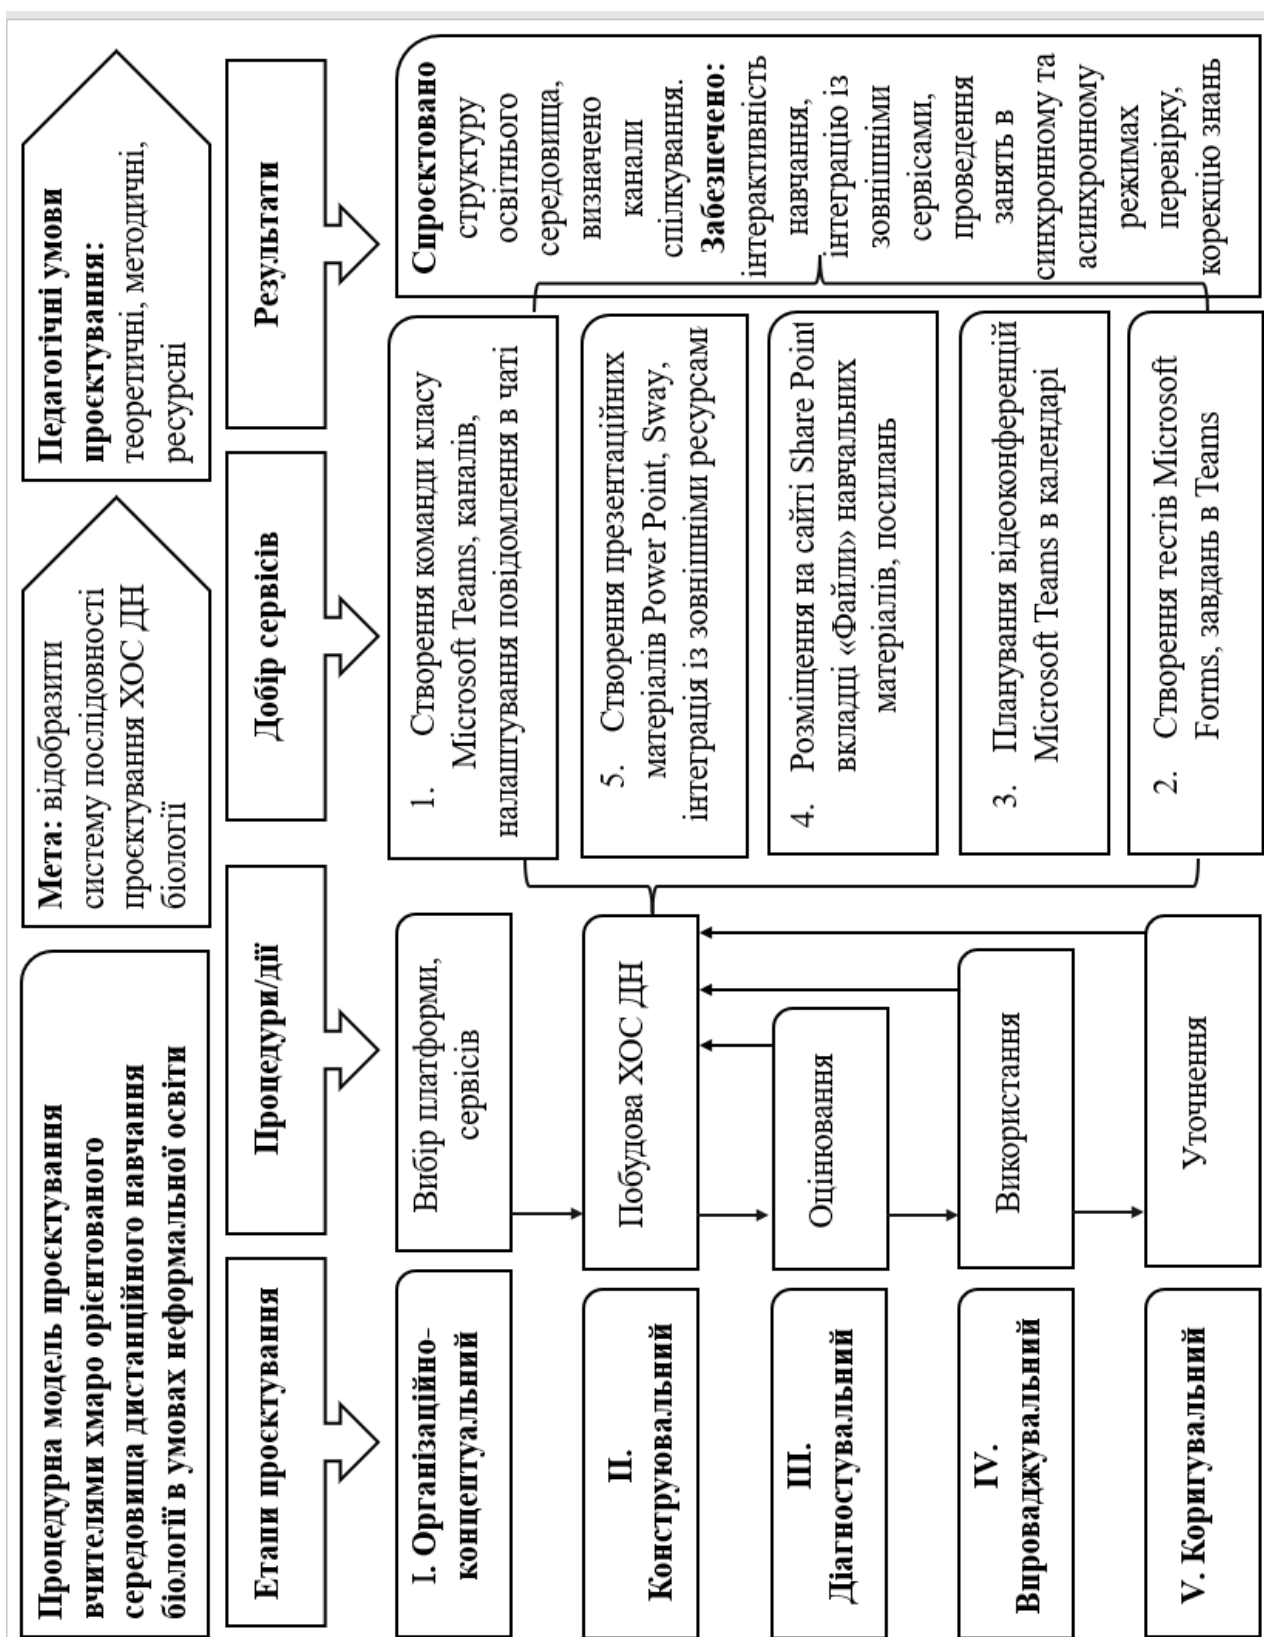 Процедурна модель проєктування
вчителями хмаро орієнтованого
середовища дистанційного навчання
біології в умовах неформальної освіти
Мета: відобразити
систему послідовності
проєктування ХОС ДН
біології
Педагогічні умови
проєктування:
теоретичні, методичні,
ресурсні
Етапи проєктування
Процедури/дії
Добір сервісів
Результати
І. Організаційно-
концептуальний
ІІ.
Конструювальний
ІІІ.
Діагностувальний
IV.
Впроваджувальний
V. Коригувальний
Вибір платформи,
сервісів
Побудова ХОС ДН
Оцінювання
Використання
Уточнення
1. Створення команди класу
Microsoft Teams, каналів,
налаштування повідомлення в чаті
5. Створення презентаційних
матеріалів Power Point, Sway,
інтеграція із зовнішніми ресурсами
4. Розміщення на сайті Share Point
вкладці «Файли» навчальних
матеріалів, посилань
3. Планування відеоконференцій
Microsoft Teams в календарі
2. Створення тестів Microsoft
Forms, завдань в Teams
Спроєктовано
структуру
освітнього
середовища,
визначено
канали
спілкування.
Забезпечено:
інтерактивність
навчання,
інтеграцію із
зовнішніми
сервісами,
проведення
занять в
синхронному та
асинхронному
режимах
перевірку,
корекцію знань